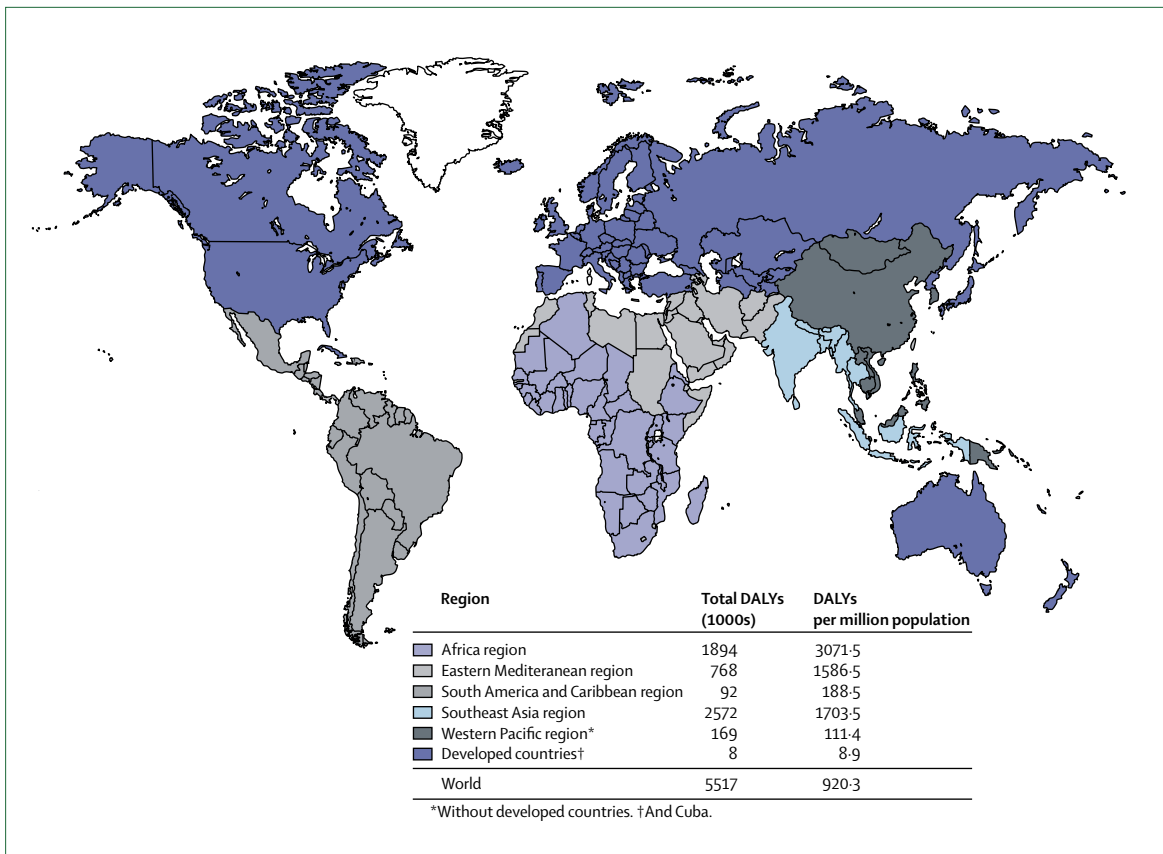 Region Total DALYs (1000s) DALYs per million population
Africa region 1894 3071·5
Eastern Mediteranean region 768 1586·5
South America and Caribbean region 92 188·5
Southeast Asia region 2572 1703·5
Western Pacific region* 169 111·4
Developed countries† 8 8·9
World 5517 920·3
*Without developed countries. †And Cuba.